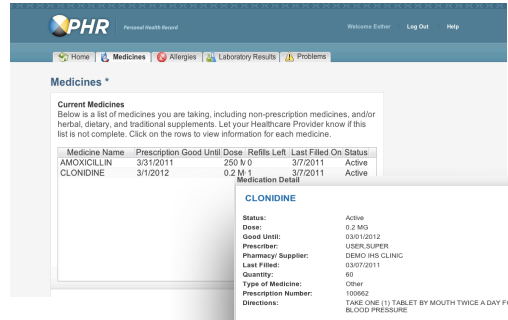 PHR Personal Health Record Welcome Esther Log Out Help
Home Medicines Allergies Laboratory Results Problems
Medicines *
Current Medicines
Below is a list of medicines you are taking, including non-prescription medicines, and/or
herbal, dietary, and traditional supplements. Let your Healthcare Provider know if this
list is not complete. Click on the rows to view information for each medicine.
Medicine Name Prescription Good Until Dose Refills Left Last Filled On Status
AMOXICILLIN 3/31/2011 250 M 0 3/7/2011 Active
CLONIDINE 3/1/2012 0.2 M 1 3/7/2011 Active
Medication Detail
CLONIDINE
Status: Active
Dose: 0.2 MG
Good Until: 03/01/2012
Prescriber: USER,SUPER
Pharmacy/ Supplier: DEMO IHS CLINIC
Last Filled: 03/07/2011
Quantity: 60
Type of Medicine: Other
Prescription Number: 100662
Directions: TAKE ONE (1) TABLET BY MOUTH TWICE A DAY
BLOOD PRESSURE